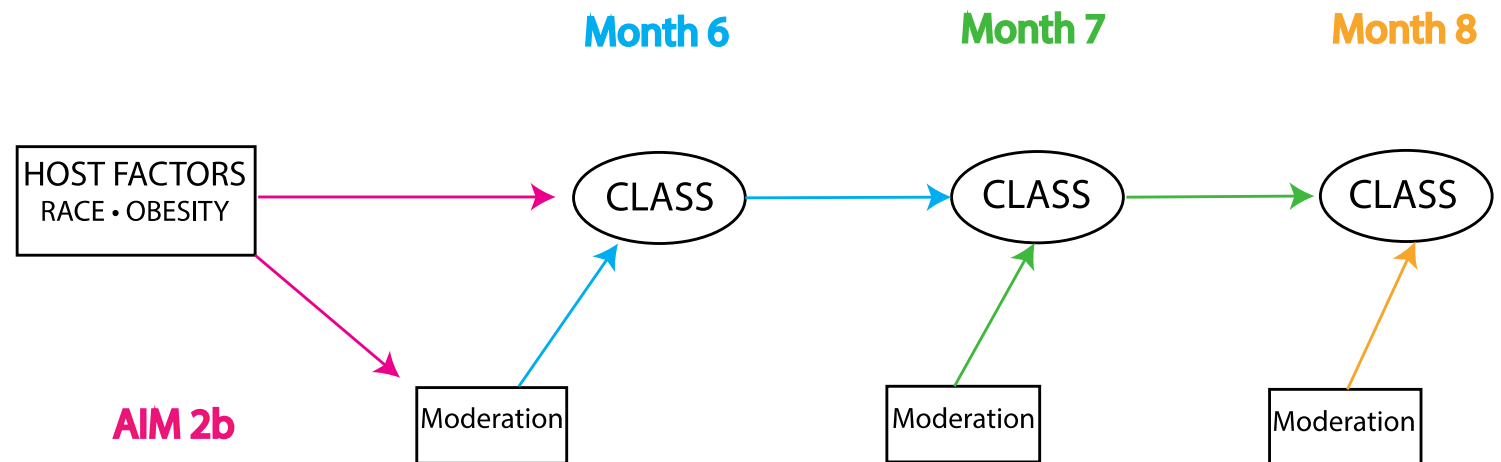 Month 6
Month 7
Month 8
HOST FACTORS
RACE • OBESITY
CLASS
CLASS
CLASS
AIM 2b
Moderation
Moderation
Moderation